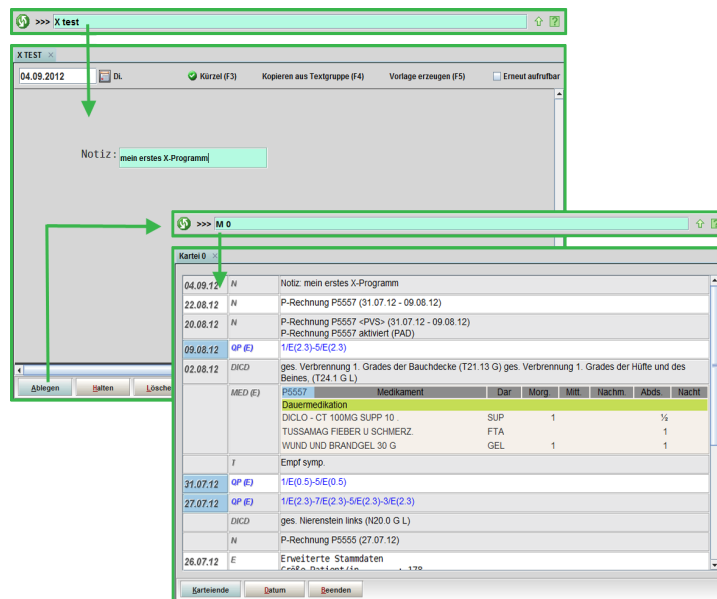 >>> X test
X TEST
04.09.2012 Di. Kürzel (F3) Kopieren aus Textgruppe (F4) Vorlage erzeugen (F5) Erneut aufrufbar
Notiz: mein erstes X-Programm
Ablegen Halten Lösche
>>> M 0
Kartei 0
04.09.12 N Notiz: mein erstes X-Programm
22.08.12 N P-Rechnung P5557 (31.07.12 - 09.08.12)
20.08.12 N P-Rechnung P5557 <PVS> (31.07.12 - 09.08.12)
P-Rechnung P5557 aktiviert (PAD)
09.08.12 QP (E) 1/E(2.3)-5/E(2.3)
02.08.12 DICD ges. Verbrennung 1. Grades der Bauchdecke (T21.13 G) ges. Verbrennung 1. Grades der Hüfte und des
Beines, (T24.1 G L)
MED (E) P5557 Medikament Dar Morg. Mitt. Nachm. Abds. Nacht
Dauermedikation
DICLO - CT 100MG SUPP 10 . SUP 1 ½
TUSSAMAG FIEBER U SCHMERZ. FTA 1
WUND UND BRANDGEL 30 G GEL 1 1
Empf symp.
31.07.12 QP (E) 1/E(0.5)-5/E(0.5)
27.07.12 QP (E) 1/E(2.3)-7/E(2.3)-5/E(2.3)-3/E(2.3)
DICD ges. Nierenstein links (N20.0 G L)
N P-Rechnung P5555 (27.07.12)
26.07.12 E Erweiterte Stammdaten
Größe Patient/in : 178
Karteiende Datum Beenden